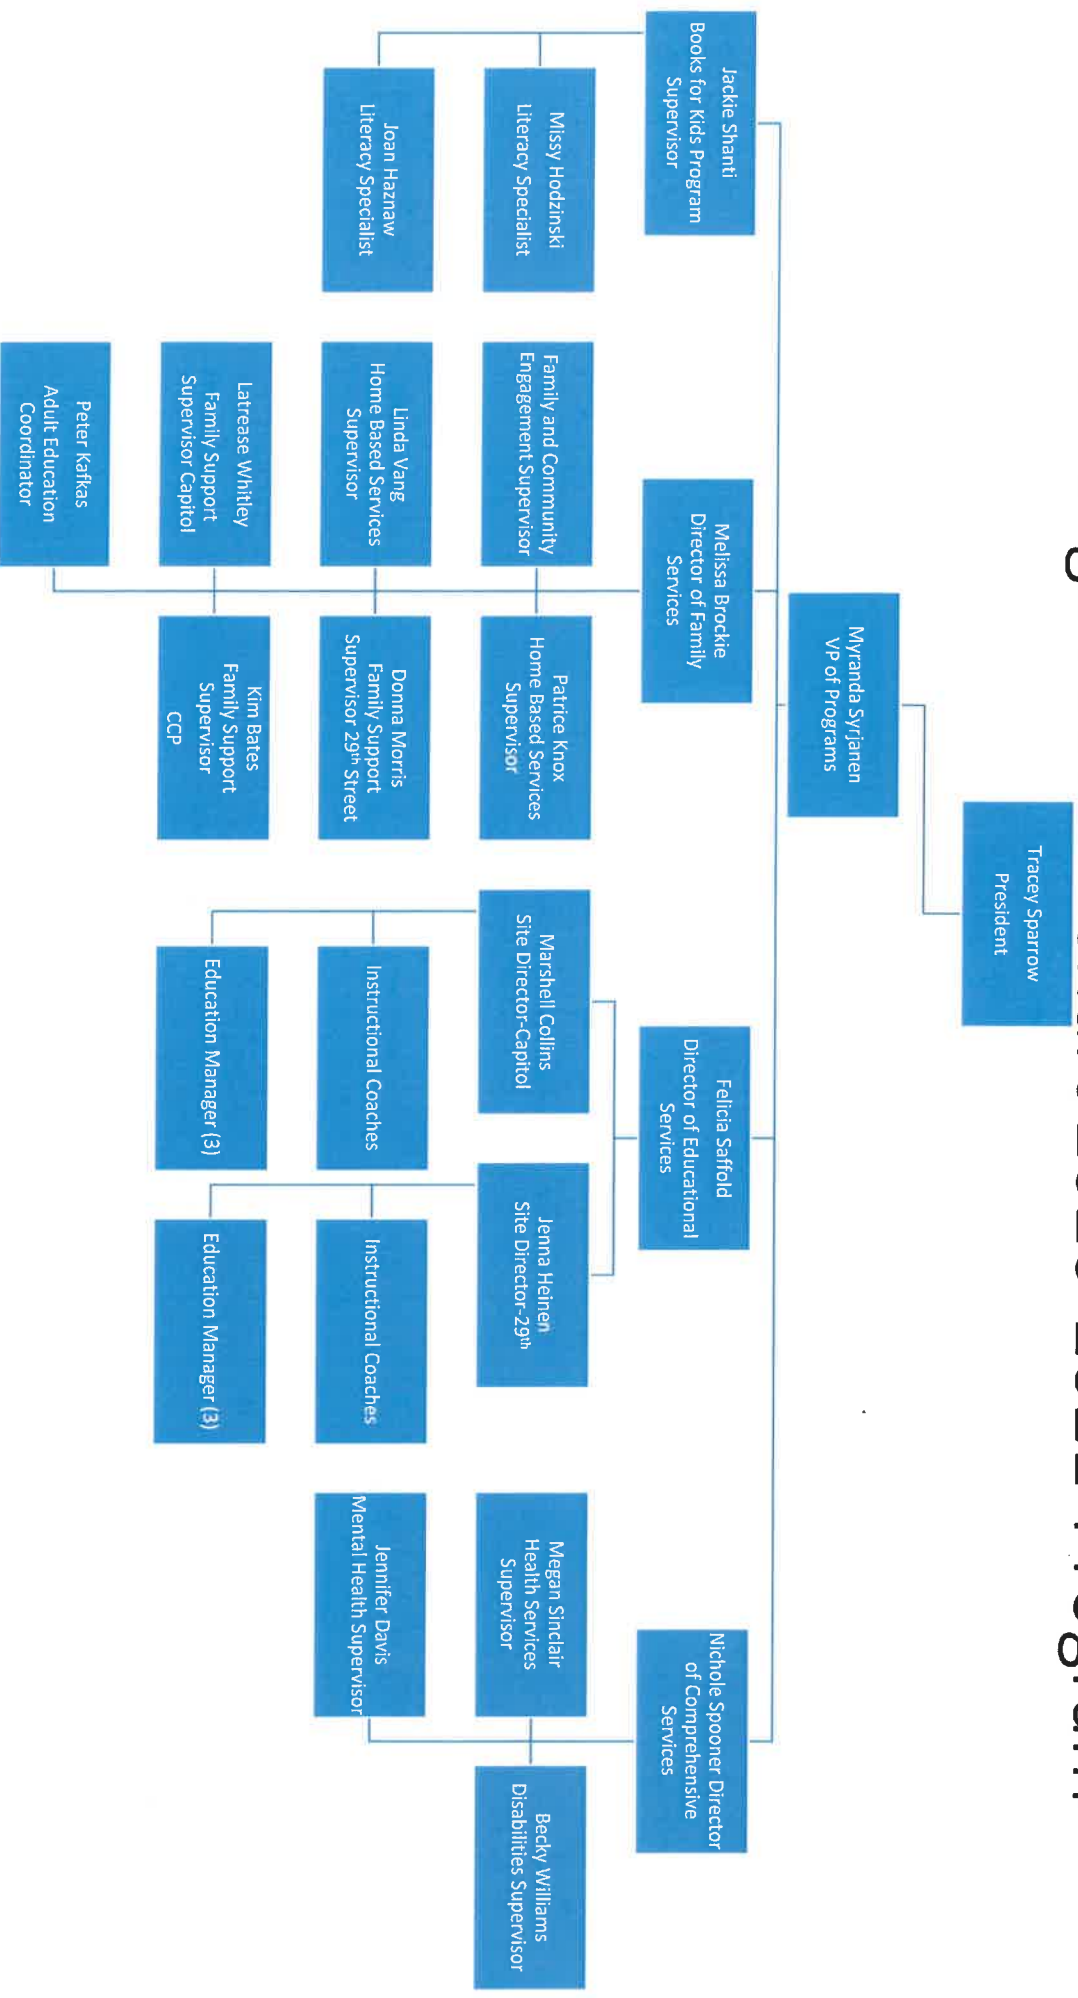 Tracey Sparrow
President
Myranda Syrjanen
VP of Programs
Jackie Shanti
Books for Kids Program
Supervisor
Missy Hodzinski
Literacy Specialist
Joan Haznaw
Literacy Specialist
Melissa Brockie
Director of Family
Services
Family and Community
Engagement Supervisor
Patrice Knox
Home Based Services
Supervisor
Linda Vang
Home Based Services
Supervisor
Donna Morris
Family Support
Supervisor 29th Street
Latrease Whitley
Family Support
Supervisor Capitol
Kim Bates
Family Support
Supervisor
CCP
Peter Kafkas
Adult Education
Coordinator
Felicia Saffold
Director of Educational
Services
Marshell Collins
Site Director-Capitol
Instructional Coaches
Education Manager (3)
Jenna Heinen
Site Director-29th
Instructional Coaches
Education Manager (3)
Nichole Spooner Director
of Comprehensive
Services
Megan Sinclair
Health Services
Supervisor
Becky Williams
Disabilities Supervisor
Jennifer Davis
Mental Health Supervisor